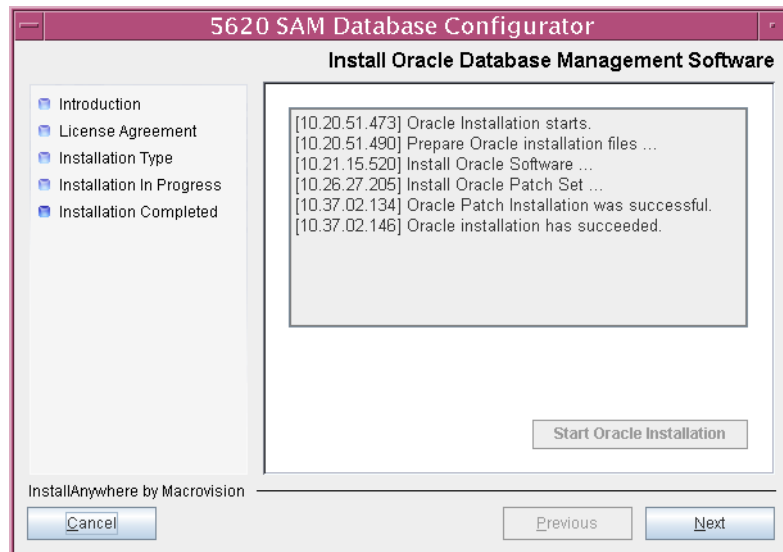 5620 SAM Database Configurator
Install Oracle Database Management Software
Introduction
License Agreement
Installation Type
Installation In Progress
Installation Completed
[10.20.51.473] Oracle Installation starts.
[10.20.51.490] Prepare Oracle installation files ...
[10.21.15.520] Install Oracle Software ...
[10.26.27.205] Install Oracle Patch Set ...
[10.37.02.134] Oracle Patch Installation was successful.
[10.37.02.146] Oracle installation has succeeded.
Start Oracle Installation
InstallAnywhere by Macrovision
Cancel
Previous
Next